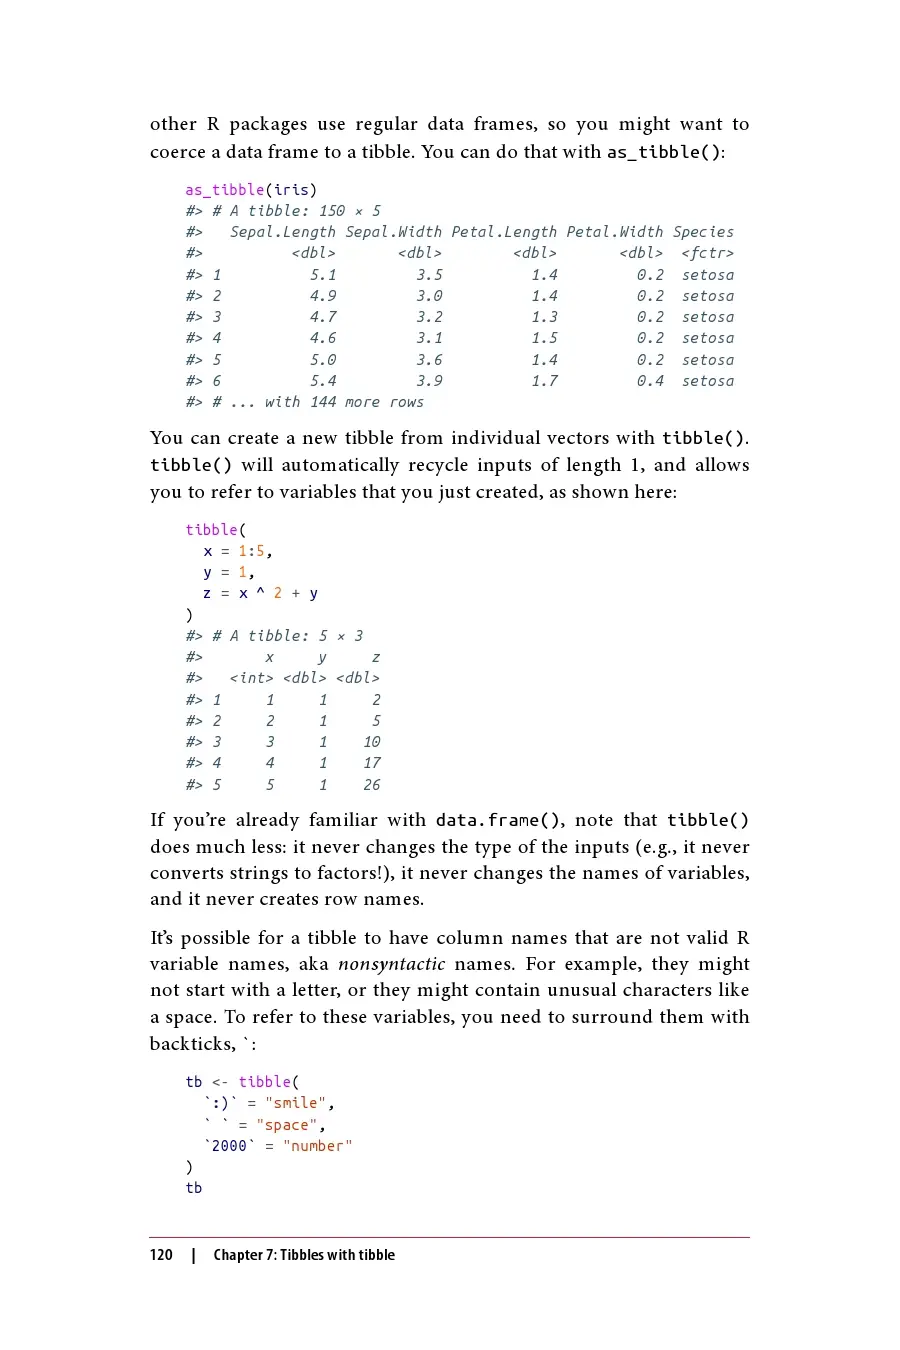 other R packages use regular data frames, so you might want to
coerce a data frame to a tibble. You can do that with as_tibble():
as_tibble(iris)
#> # A tibble: 150 × 5
#>   Sepal.Length Sepal.Width Petal.Length Petal.Width Species
#>          <dbl>       <dbl>        <dbl>       <dbl>  <fctr>
#> 1          5.1         3.5          1.4         0.2  setosa
#> 2          4.9         3.0          1.4         0.2  setosa
#> 3          4.7         3.2          1.3         0.2  setosa
#> 4          4.6         3.1          1.5         0.2  setosa
#> 5          5.0         3.6          1.4         0.2  setosa
#> 6          5.4         3.9          1.7         0.4  setosa
#> # ... with 144 more rows
You can create a new tibble from individual vectors with tibble().
tibble() will automatically recycle inputs of length 1, and allows
you to refer to variables that you just created, as shown here:
tibble(
  x = 1:5,
  y = 1,
  z = x ^ 2 + y
)
#> # A tibble: 5 × 3
#>       x     y     z
#>   <int> <dbl> <dbl>
#> 1     1     1     2
#> 2     2     1     5
#> 3     3     1    10
#> 4     4     1    17
#> 5     5     1    26
If you’re already familiar with data.frame(), note that tibble()
does much less: it never changes the type of the inputs (e.g., it never
converts strings to factors!), it never changes the names of variables,
and it never creates row names.
It’s possible for a tibble to have column names that are not valid R
variable names, aka nonsyntactic names. For example, they might
not start with a letter, or they might contain unusual characters like
a space. To refer to these variables, you need to surround them with
backticks, `:
tb <- tibble(
  `:)` = "smile",
  ` ` = "space",
  `2000` = "number"
)
tb
120 | Chapter 7: Tibbles with tibble